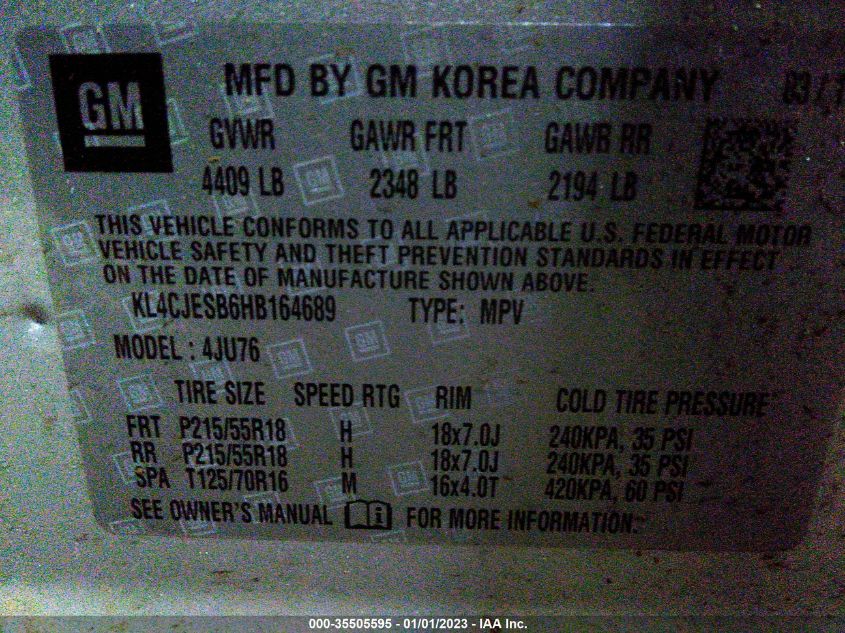 GM
MFD BY GM KOREA COMPANY 03/1
GVWR GAWR FRT GAWR RR
4409 LB 2348 LB 2194 LB
THIS VEHICLE CONFORMS TO ALL APPLICABLE U.S. FEDERAL MOTOR
VEHICLE SAFETY AND THEFT PREVENTION STANDARDS IN EFFECT
ON THE DATE OF MANUFACTURE SHOWN ABOVE.
KL4CJESB6HB164689 TYPE: MPV
MODEL : 4JU76
TIRE SIZE SPEED RTG RIM COLD TIRE PRESSURE
FRT P215/55R18 H 18x7.0J 240KPA, 35 PSI
RR P215/55R18 H 18x7.0J 240KPA, 35 PSI
SPA T125/70R16 M 16x4.0T 420KPA, 60 PSI
SEE OWNER'S MANUAL i FOR MORE INFORMATION.
000-35505595 - 01/01/2023 - IAA Inc.